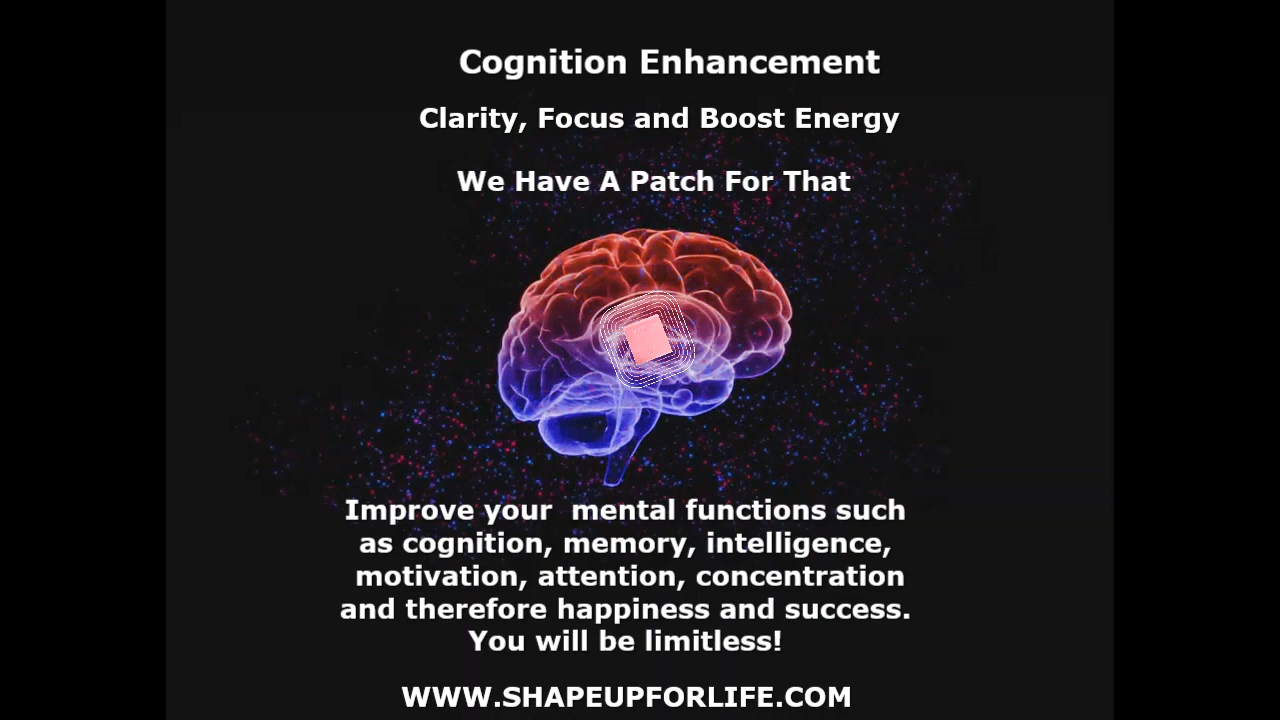 Cognition Enhancement
Clarity, Focus and Boost Energy
We Have A Patch For That
Improve your  mental functions such
as cognition, memory, intelligence,
motivation, attention, concentration
and therefore happiness and success.
You will be limitless!
WWW.SHAPEUPFORLIFE.COM